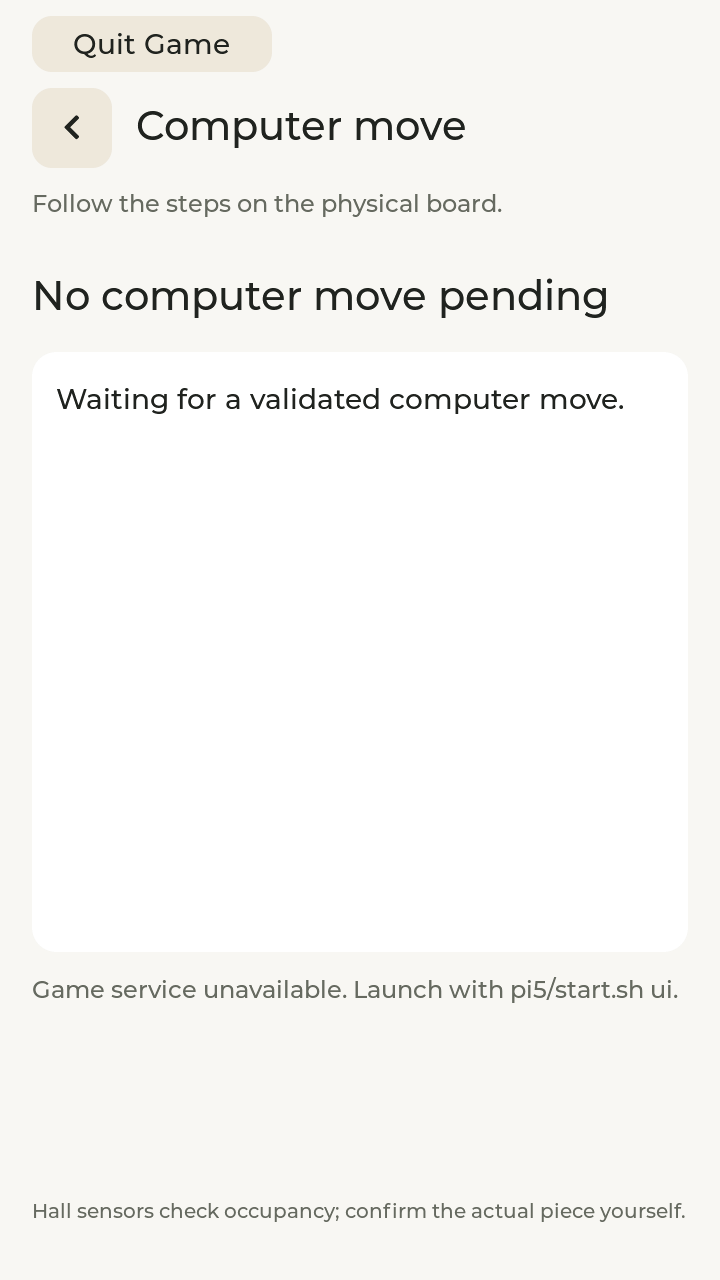 Quit Game
Computer move
Follow the steps on the physical board.
No computer move pending
Waiting for a validated computer move.
Game service unavailable. Launch with pi5/start.sh ui.
Hall sensors check occupancy; confirm the actual piece yourself.